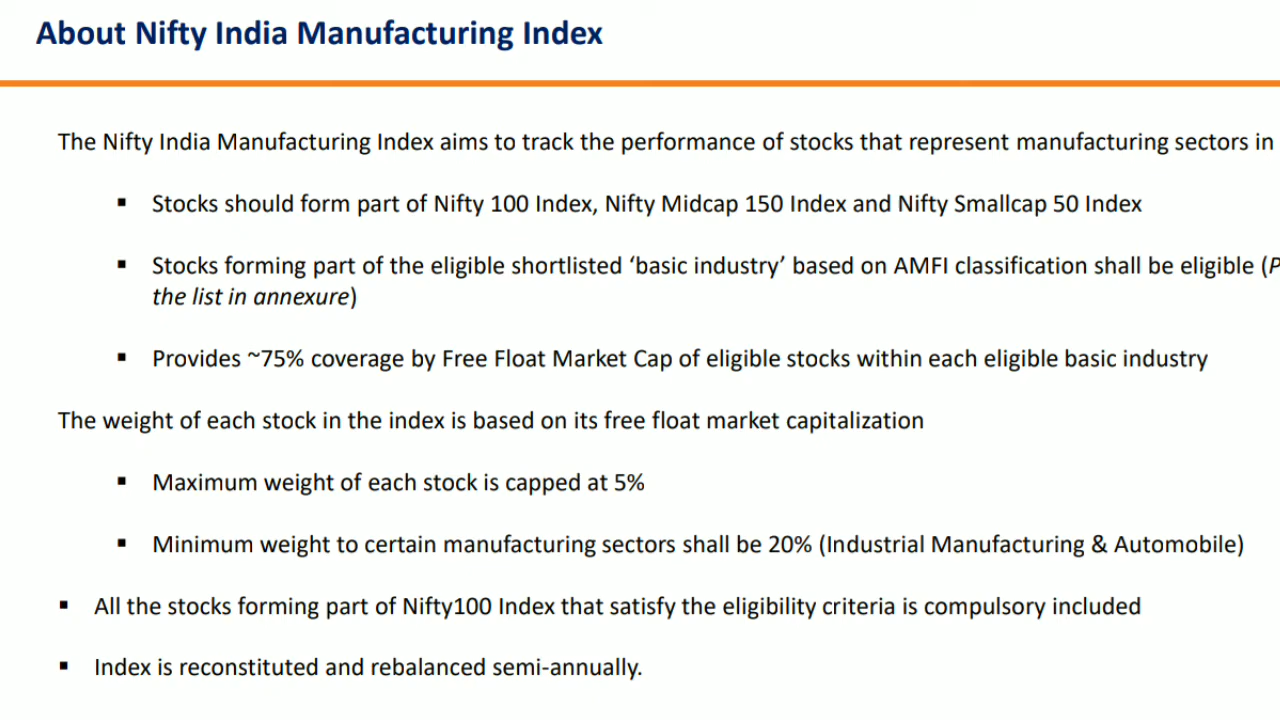 About Nifty India Manufacturing Index
The Nifty India Manufacturing Index aims to track the performance of stocks that represent manufacturing sectors in
▪ Stocks should form part of Nifty 100 Index, Nifty Midcap 150 Index and Nifty Smallcap 50 Index
▪ Stocks forming part of the eligible shortlisted ‘basic industry’ based on AMFI classification shall be eligible (P
the list in annexure)
▪ Provides ~75% coverage by Free Float Market Cap of eligible stocks within each eligible basic industry
The weight of each stock in the index is based on its free float market capitalization
▪ Maximum weight of each stock is capped at 5%
▪ Minimum weight to certain manufacturing sectors shall be 20% (Industrial Manufacturing & Automobile)
▪ All the stocks forming part of Nifty100 Index that satisfy the eligibility criteria is compulsory included
▪ Index is reconstituted and rebalanced semi-annually.